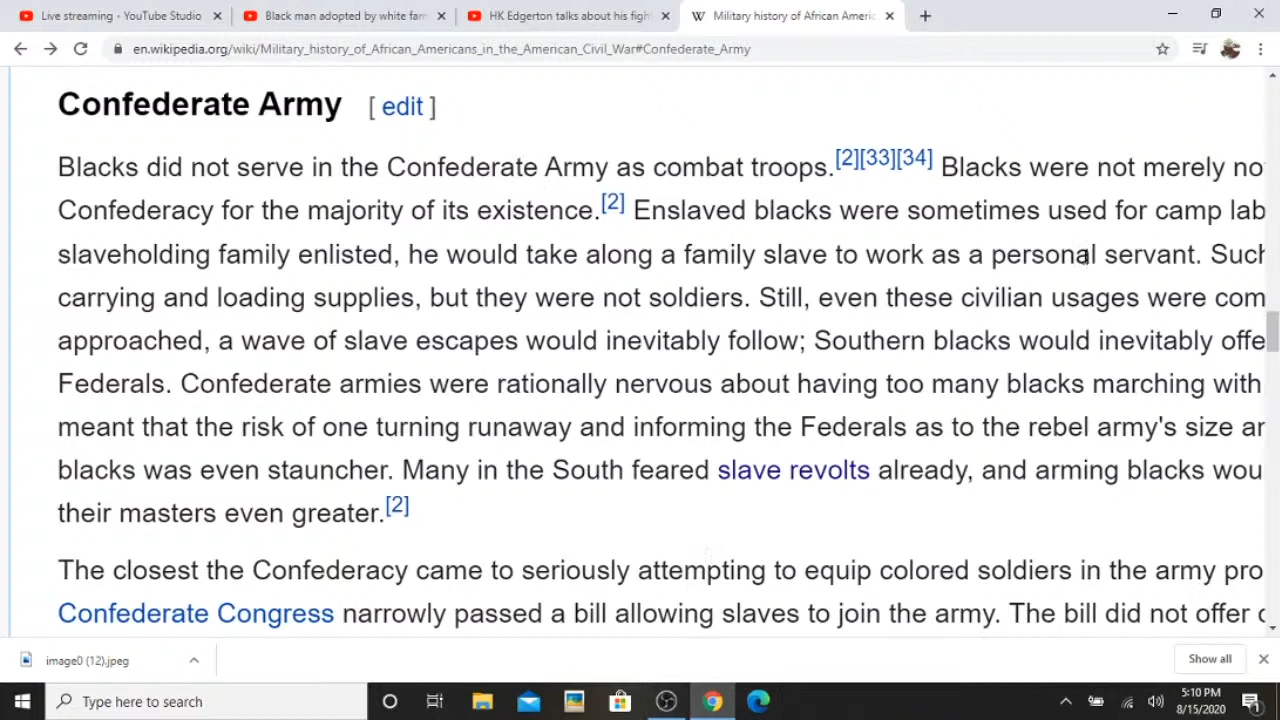 Live streaming - YouTube Studio
Black man adopted by white fam
HK Edgerton talks about his fight
Military history of African Americ
en.wikipedia.org/wiki/Military_history_of_African_Americans_in_the_American_Civil_War#Confederate_Army
Confederate Army [ edit ]
Blacks did not serve in the Confederate Army as combat troops.[2][33][34] Blacks were not merely no
Confederacy for the majority of its existence.[2] Enslaved blacks were sometimes used for camp lab
slaveholding family enlisted, he would take along a family slave to work as a personal servant. Such
carrying and loading supplies, but they were not soldiers. Still, even these civilian usages were com
approached, a wave of slave escapes would inevitably follow; Southern blacks would inevitably offe
Federals. Confederate armies were rationally nervous about having too many blacks marching with
meant that the risk of one turning runaway and informing the Federals as to the rebel army's size an
blacks was even stauncher. Many in the South feared slave revolts already, and arming blacks wou
their masters even greater.[2]
The closest the Confederacy came to seriously attempting to equip colored soldiers in the army pro
Confederate Congress narrowly passed a bill allowing slaves to join the army. The bill did not offer
image0 (12).jpeg
Show all
Type here to search
5:10 PM
8/15/2020
1